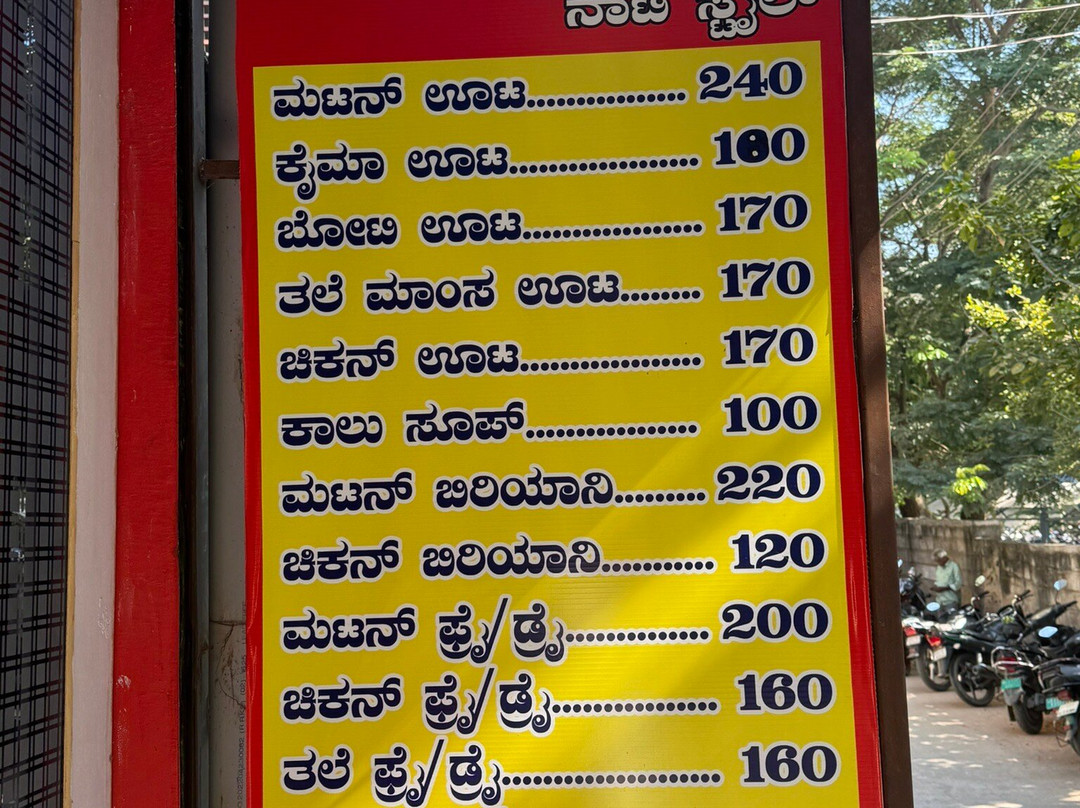 ನಾಟಿ ಸ್ಟೈಲ್
ಮಟನ್ ಊಟ................ 240
ಕೈಮಾ ಊಟ................... 180
ಬೋಟಿ ಊಟ.................. 170
ತಲೆ ಮಾಂಸ ಊಟ........ 170
ಚಿಕನ್ ಊಟ.................. 170
ಕಾಲು ಸೂಪ್................. 100
ಮಟನ್ ಬಿರಿಯಾನಿ......... 220
ಚಿಕನ್ ಬಿರಿಯಾನಿ........... 120
ಮಟನ್ ಫ್ರೈ/ಡ್ರೈ............... 200
ಚಿಕನ್ ಫ್ರೈ/ಡ್ರೈ................. 160
ತಲೆ ಫ್ರೈ/ಡ್ರೈ...................... 160